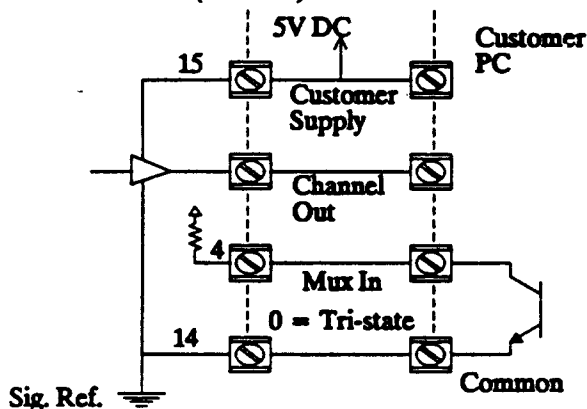 5V DC
Customer
PC
15
Customer
Supply
Channel
Out
4
Mux In
0 = Tri-state
14
Sig. Ref.
Common